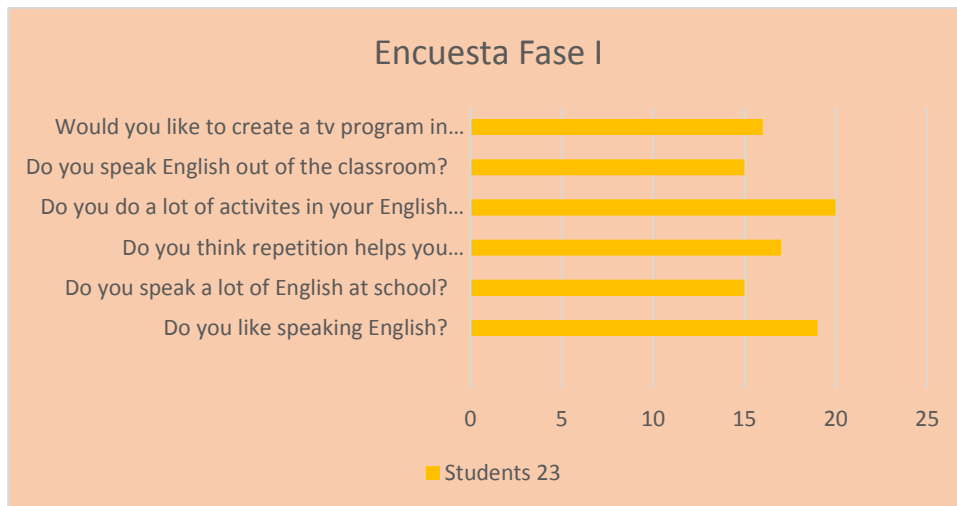 Encuesta Fase I
Would you like to create a tv program in...
Do you speak English out of the classroom?
Do you do a lot of activites in your English...
Do you think repetition helps you...
Do you speak a lot of English at school?
Do you like speaking English?
0 5 10 15 20 25
Students 23